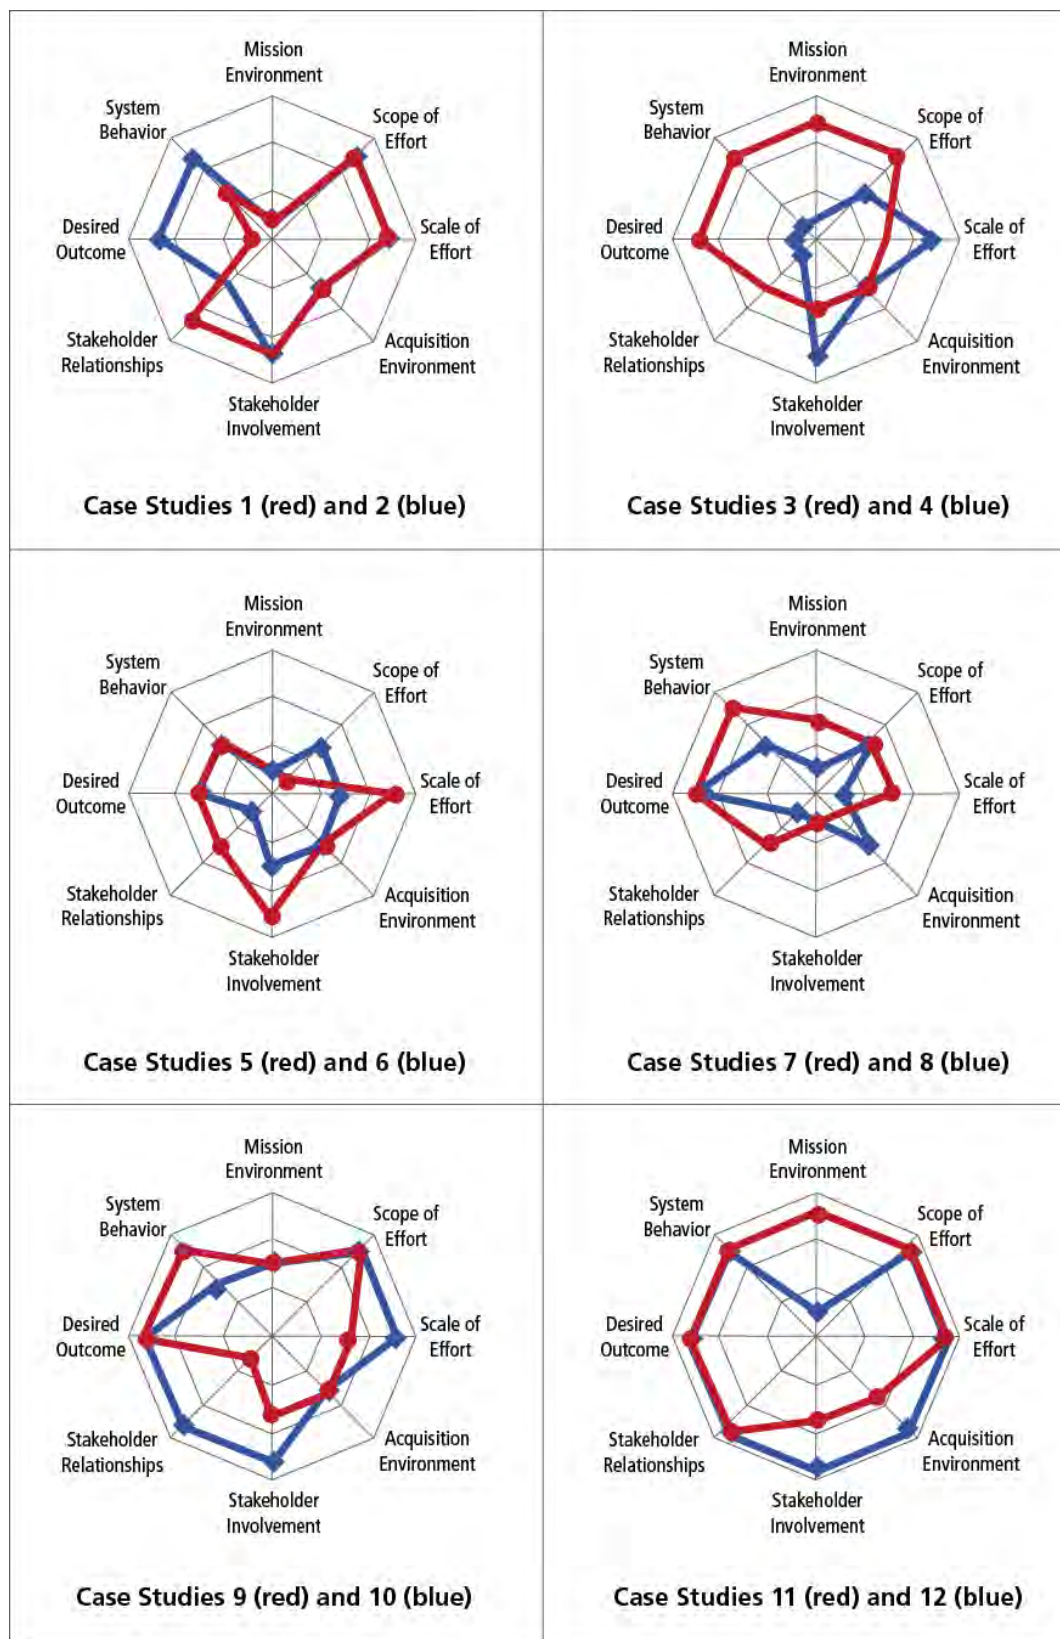 Mission
Environment
System
Behavior
Scope of
Effort
Desired
Outcome
Scale of
Effort
Stakeholder
Relationships
Acquisition
Environment
Stakeholder
Involvement
Case Studies 1 (red) and 2 (blue)
Mission
Environment
System
Behavior
Scope of
Effort
Desired
Outcome
Scale of
Effort
Stakeholder
Relationships
Acquisition
Environment
Stakeholder
Involvement
Case Studies 3 (red) and 4 (blue)
Mission
Environment
System
Behavior
Scope of
Effort
Desired
Outcome
Scale of
Effort
Stakeholder
Relationships
Acquisition
Environment
Stakeholder
Involvement
Case Studies 5 (red) and 6 (blue)
Mission
Environment
System
Behavior
Scope of
Effort
Desired
Outcome
Scale of
Effort
Stakeholder
Relationships
Acquisition
Environment
Stakeholder
Involvement
Case Studies 7 (red) and 8 (blue)
Mission
Environment
System
Behavior
Scope of
Effort
Desired
Outcome
Scale of
Effort
Stakeholder
Relationships
Acquisition
Environment
Stakeholder
Involvement
Case Studies 9 (red) and 10 (blue)
Mission
Environment
System
Behavior
Scope of
Effort
Desired
Outcome
Scale of
Effort
Stakeholder
Relationships
Acquisition
Environment
Stakeholder
Involvement
Case Studies 11 (red) and 12 (blue)